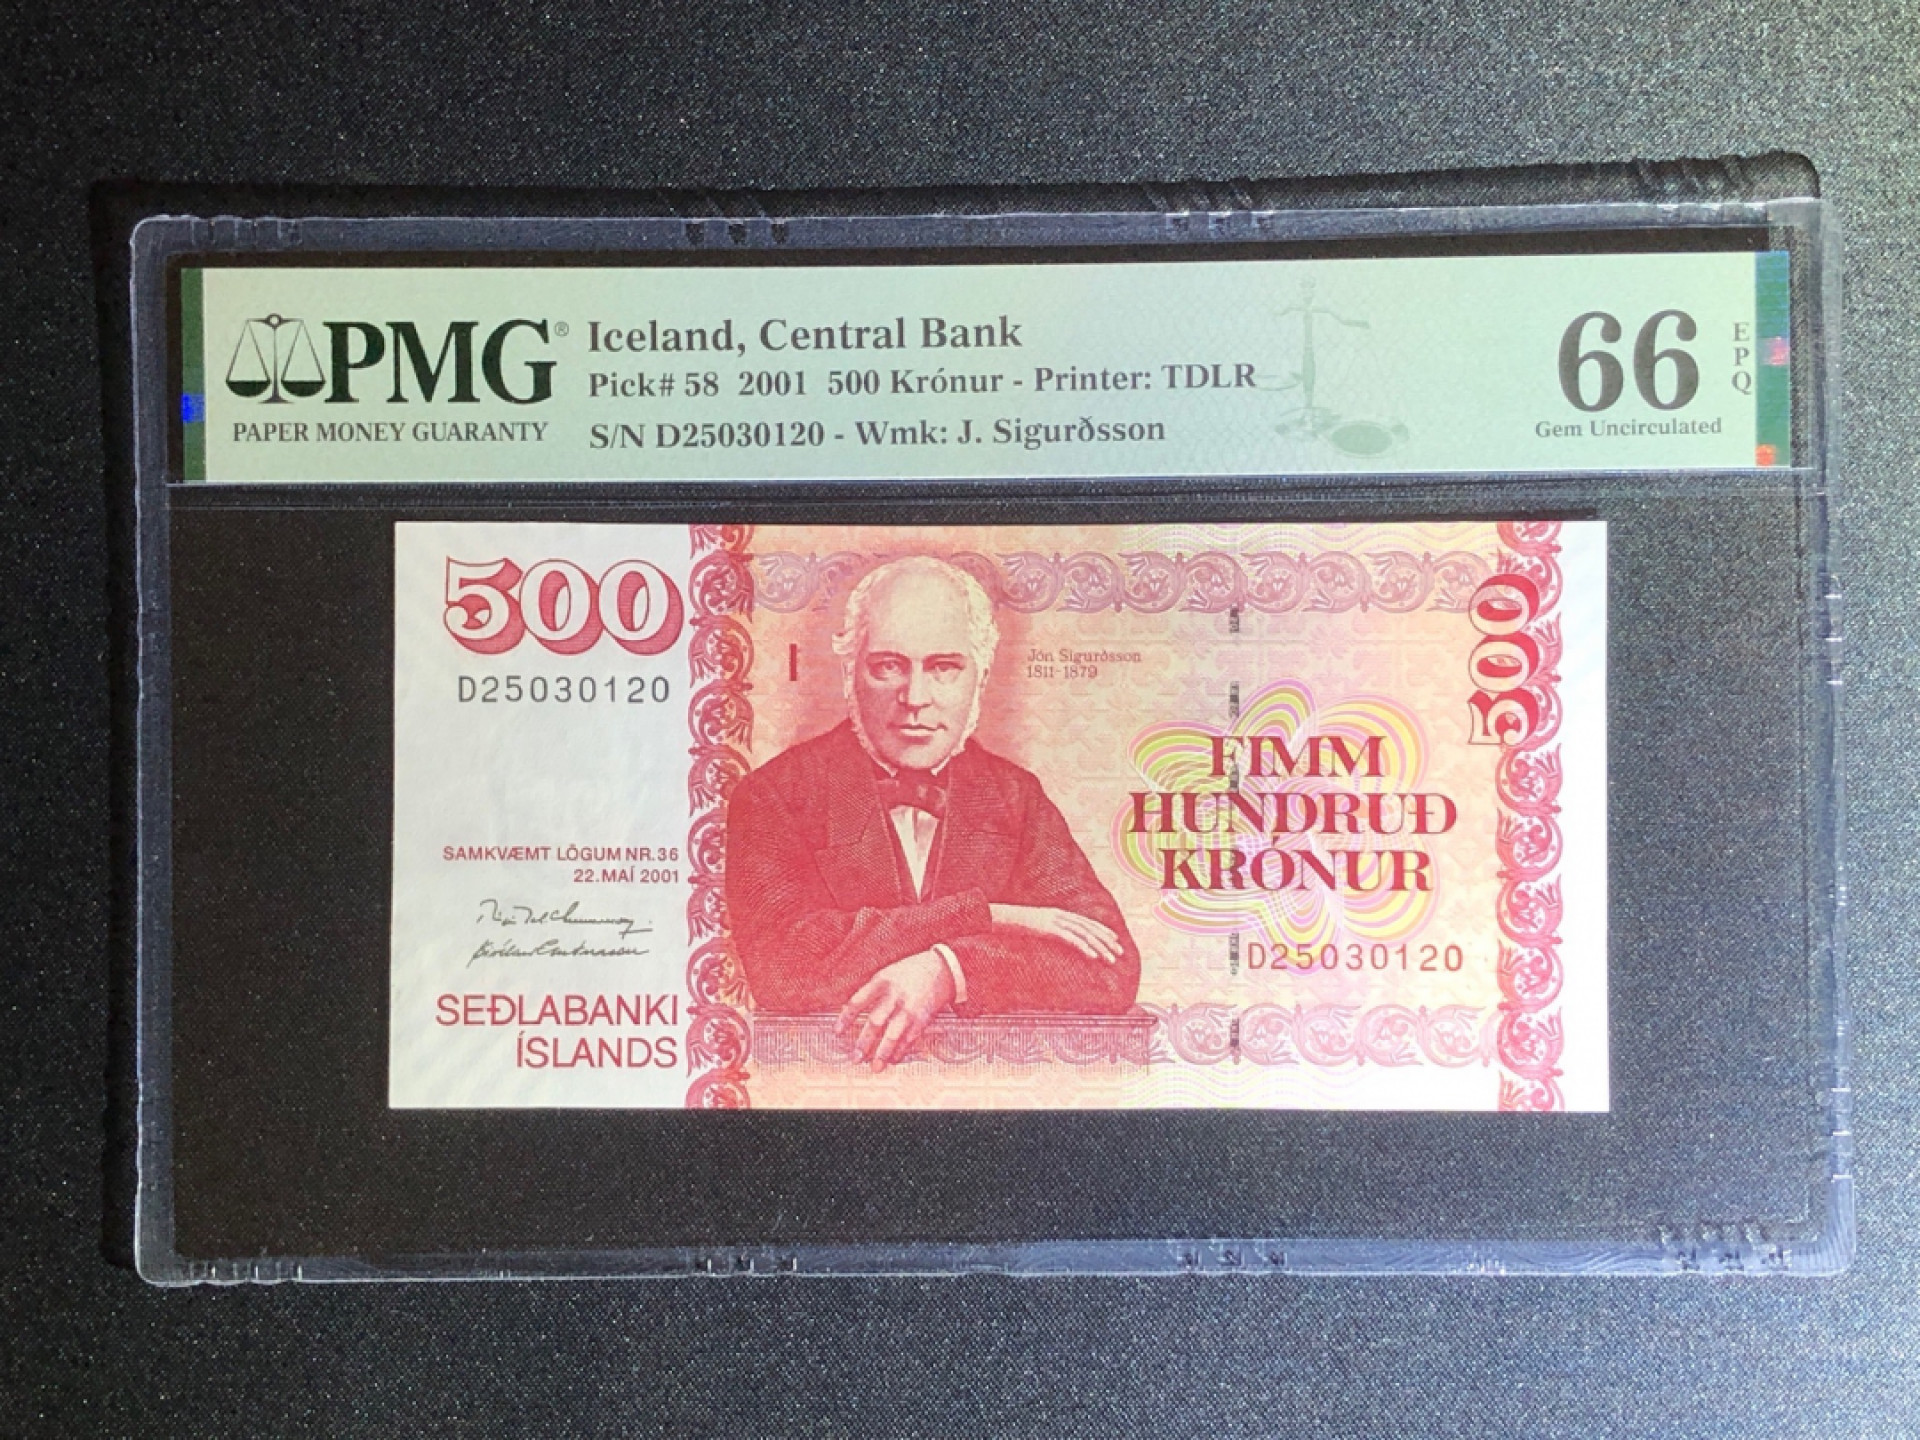 PMG®
PAPER MONEY GUARANTY
Iceland, Central Bank
Pick# 58 2001 500 Krónur - Printer: TDLR
S/N D25030120 - Wmk: J. Sigurðsson
66
EPQ
Gem Uncirculated
500
D25030120
SAMKVÆMT LÖGUM NR.36
22.MAÍ 2001
SEÐLABANKI
ÍSLANDS
Jón Sigurðsson
1811-1879
500
FIMM
HUNDRUÐ
KRÓNUR
D25030120